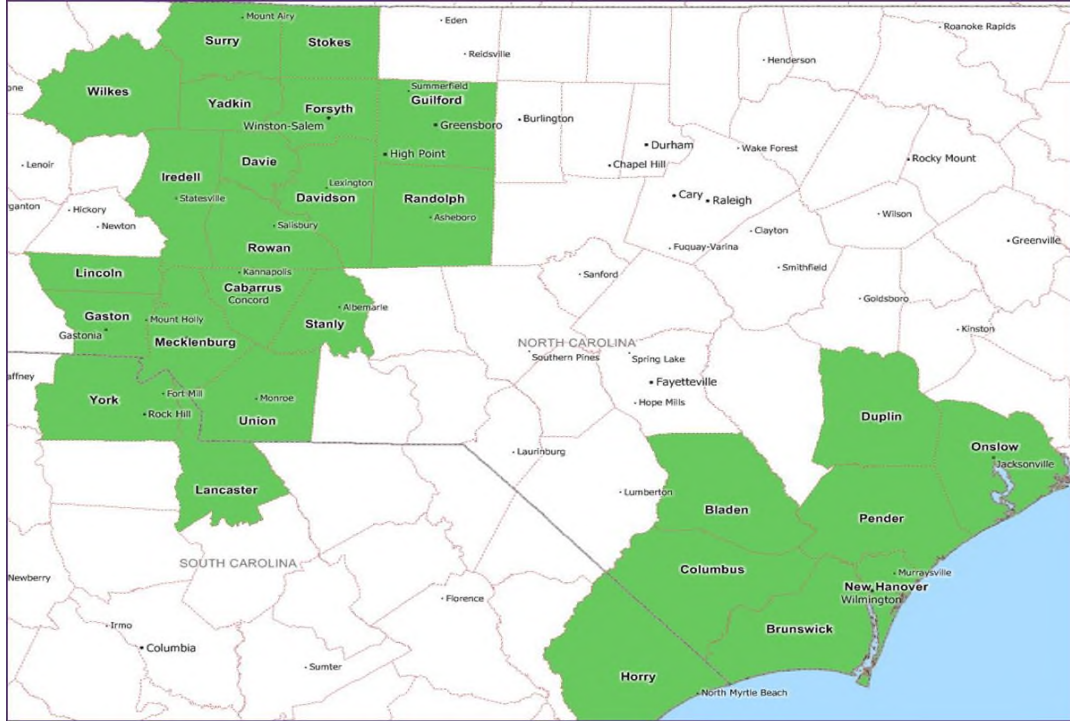 Mount Airy
Eden
Roanoke Rapids
Surry
Stokes
Reidsville
Henderson
Wilkes
Summerfield
one
Yadkin
Forsyth
Guilford
Winston-Salem
Greensboro
Burlington
Durham
Wake Forest
High Point
Davie
Chapel Hill
Rocky Mount
Lenoir
Iredell
Lexington
Statesville
Davidson
Randolph
Cary
Raleigh
rganton
Hickory
Newton
Asheboro
Wilson
Salisbury
Clayton
Rowan
Fuquay-Varina
Greenville
Lincoln
Kannapolis
Sanford
Smithfield
Cabarrus
Concord
Goldsboro
Gaston
Mount Holly
Albemarle
Stanly
Gastonia
Mecklenburg
Kinston
NORTH CAROLINA
Southern Pines
Spring Lake
affney
Fayetteville
York
Fort Mill
Monroe
Hope Mills
Rock Hill
Union
Duplin
Onslow
Laurinburg
Jacksonville
Lancaster
Lumberton
Bladen
Pender
SOUTH CAROLINA
Columbus
Newberry
Murraysville
New Hanover
Wilmington
Florence
Irmo
Brunswick
Columbia
Sumter
Horry
North Myrtle Beach